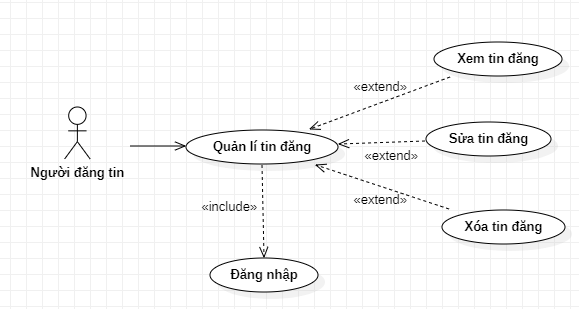 Xem tin đăng
«extend»
Sửa tin đăng
Quản lí tin đăng
«extend»
Người đăng tin
«include»
«extend»
Xóa tin đăng
Đăng nhập